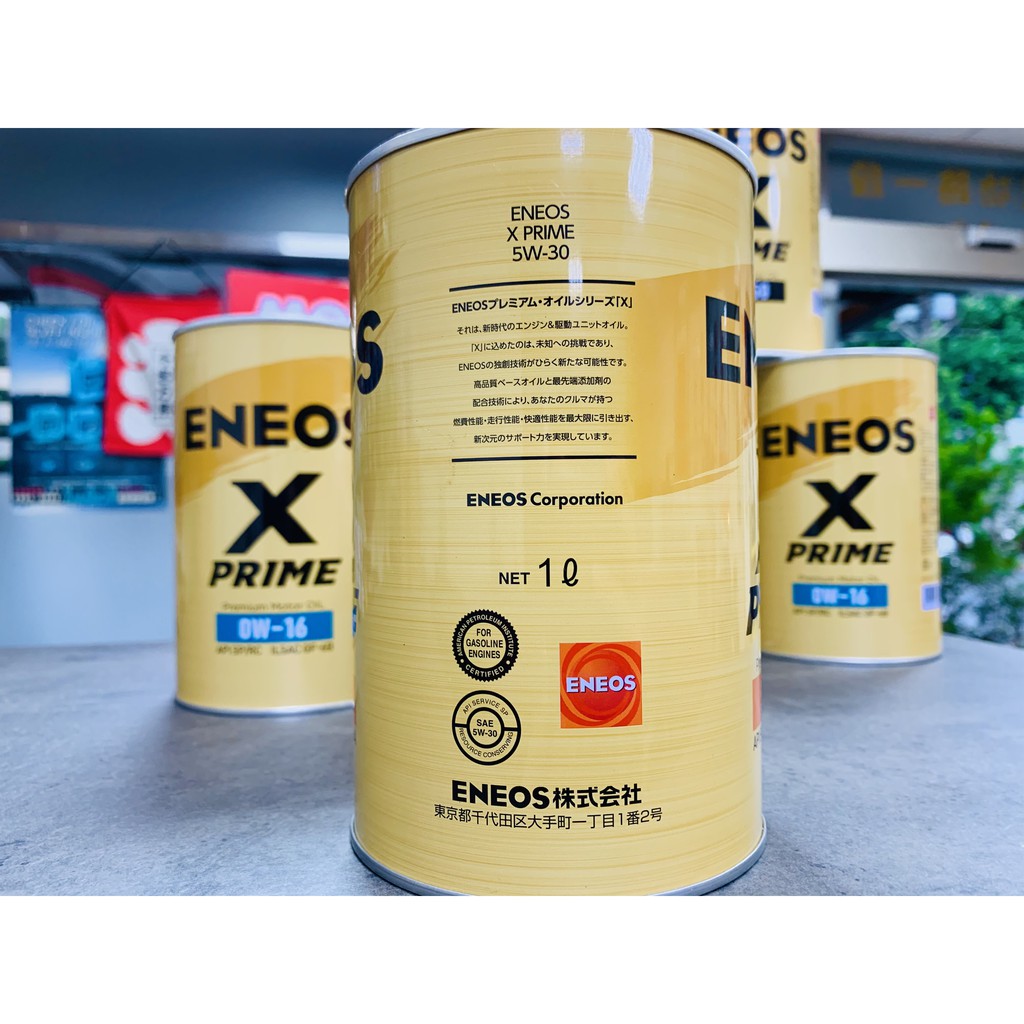 ENEOS
X PRIME
5W-30
ENEOSプレミアム・オイルシリーズ「X」
それは、新時代のエンジン&駆動ユニットオイル。
「X」に込めたのは、未知への挑戦であり、
ENEOSの独創技術がひらく新たな可能性です。
高品質ベースオイルと最先端添加剤の
配合技術により、あなたのクルマが持つ
燃費性能・走行性能・快適性能を最大限に引き出す、
新次元のサポート力を実現しています。
ENEOS Corporation
NET 1ℓ
AMERICAN PETROLEUM INSTITUTE
FOR
GASOLINE
ENGINES
CERTIFIED
API SERVICE SP
SAE
5W-30
RESOURCE CONSERVING
ENEOS
ENEOS株式会社
東京都千代田区大手町一丁目1番2号
ENEOS
X
PRIME
Premium Motor OIL
0W-16
ENEOS
X
PRIME
Premium Motor OIL
0W-16
EOS
X
ME